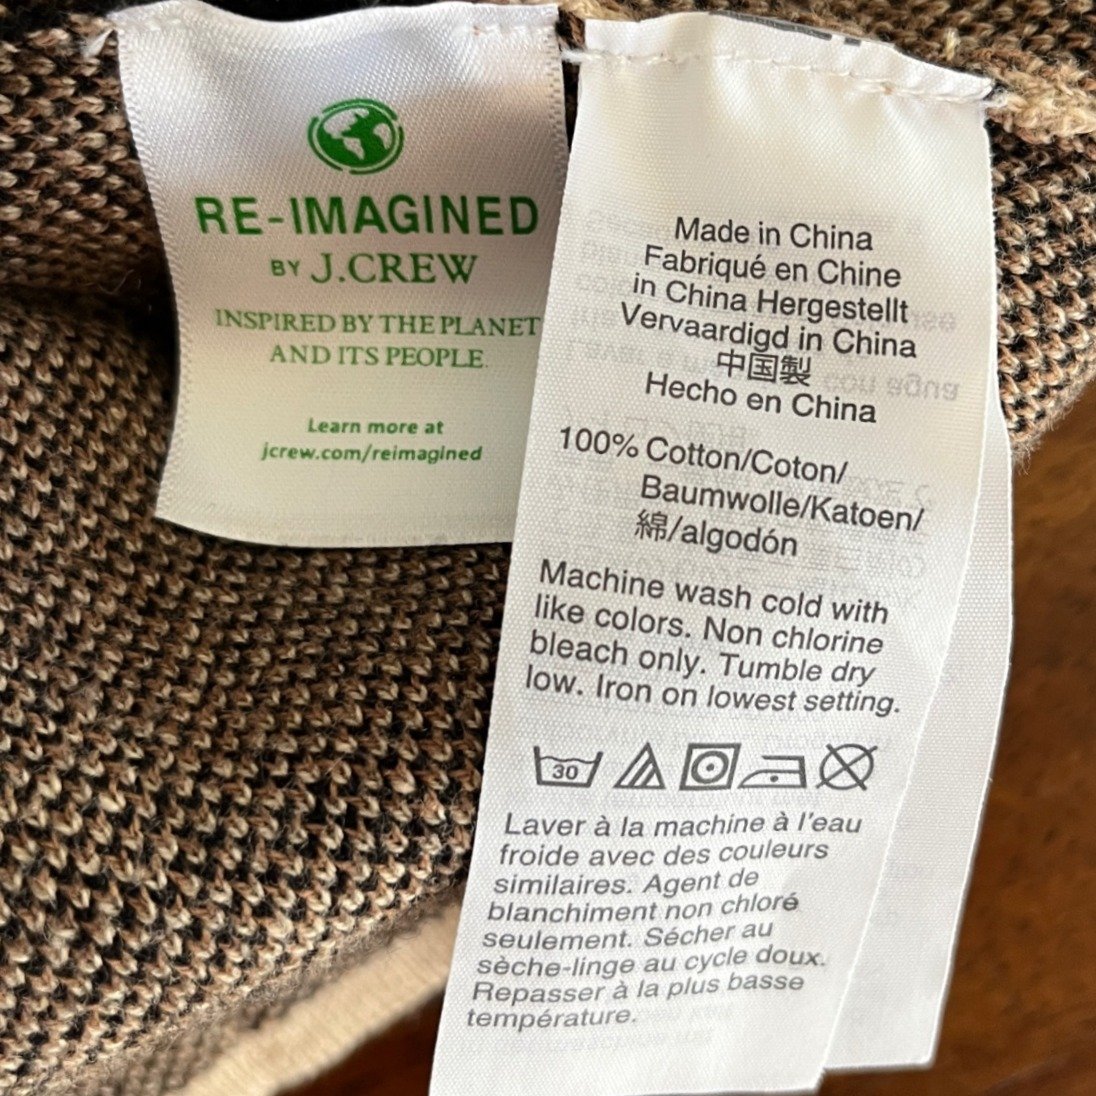 RE-IMAGINED
BY J.CREW
INSPIRED BY THE PLANET
AND ITS PEOPLE.
Learn more at
jcrew.com/reimagined
Made in China
Fabriqué en Chine
in China Hergestellt
Vervaardigd in China
中国製
Hecho en China
100% Cotton/Coton/
Baumwolle/Katoen/
綿/algodón
Machine wash cold with
like colors. Non chlorine
bleach only. Tumble dry
low. Iron on lowest setting.
30
Laver à la machine à l'eau
froide avec des couleurs
similaires. Agent de
blanchiment non chloré
seulement. Sécher au
sèche-linge au cycle doux.
Repasser à la plus basse
température.